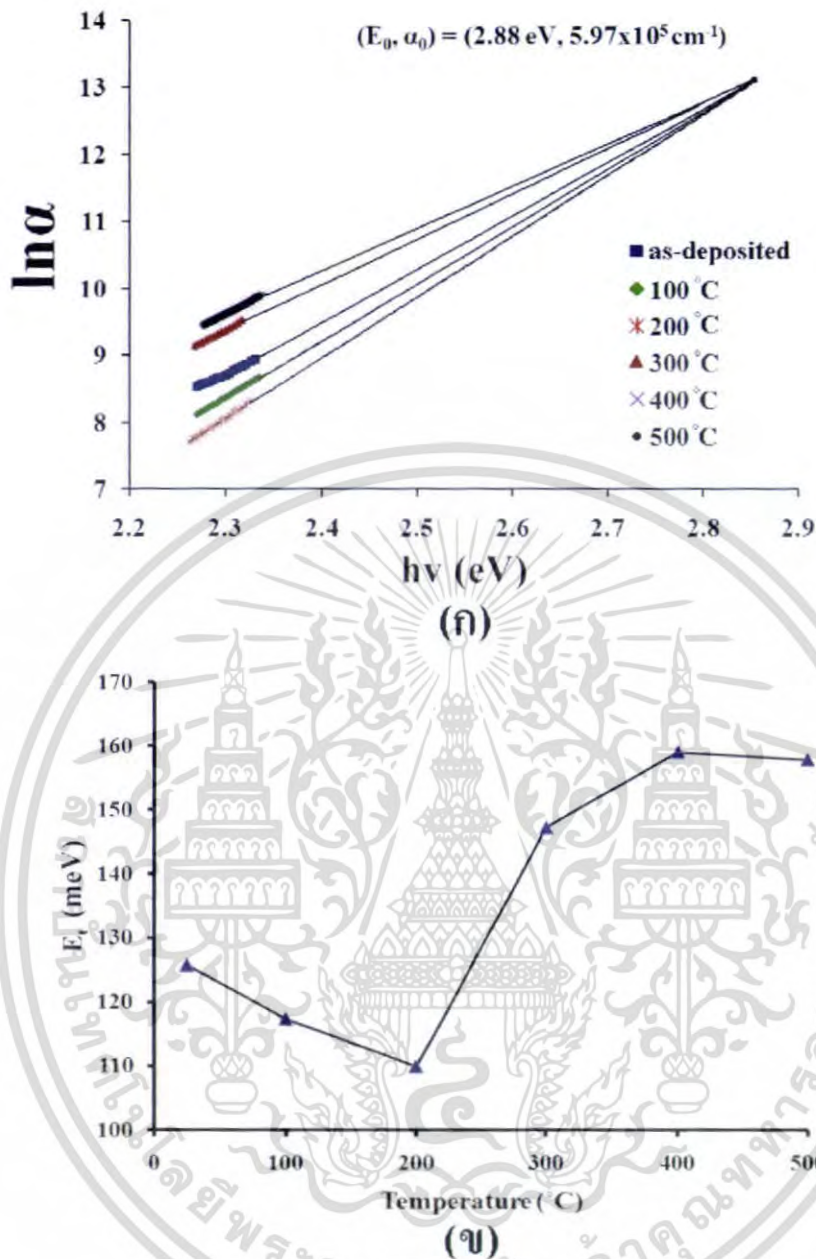 14
(E₀, α₀) = (2.88 eV, 5.97x10⁵ cm⁻¹)
13
12
11
10
9
8
7
lnα
as-deposited
100 °C
200 °C
300 °C
400 °C
500 °C
2.2 2.3 2.4 2.5 2.6 2.7 2.8 2.9
hν (eV)
(ก)
170
160
150
140
130
120
110
100
(meV)
0 100 200 300 400 500
Temperature (°C)
(ข)